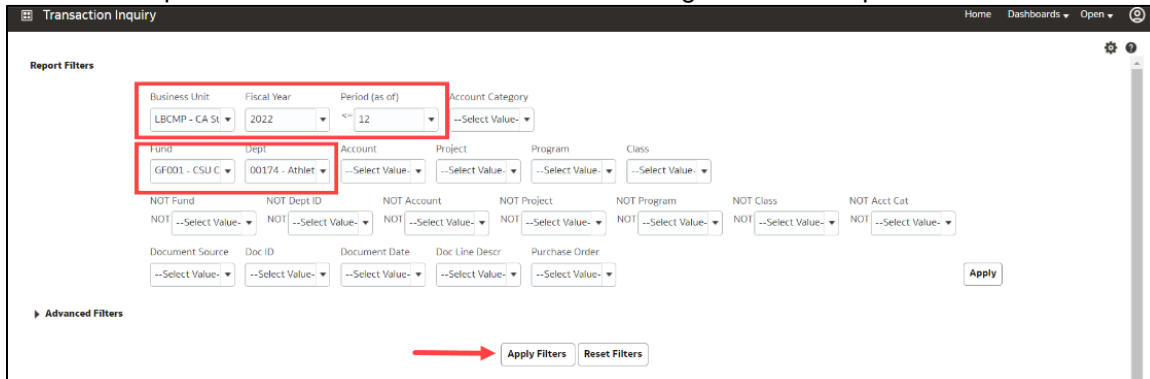 Transaction Inquiry Home Dashboards Open
Report Filters
Business Unit Fiscal Year Period (as of) Account Category
LBCMP - CA St 2022 <= 12 --Select Value-
Fund Dept Account Project Program Class
GF001 - CSU C 00174 - Athlet --Select Value- --Select Value- --Select Value- --Select Value-
NOT Fund NOT Dept ID NOT Account NOT Project NOT Program NOT Class NOT Acct Cat
NOT --Select Value- NOT --Select Value- NOT --Select Value- NOT --Select Value- NOT --Select Value- NOT --Select Value- NOT --Select Value-
Document Source Doc ID Document Date Doc Line Descr Purchase Order
--Select Value- --Select Value- --Select Value- --Select Value- --Select Value- Apply
Advanced Filters
Apply Filters Reset Filters